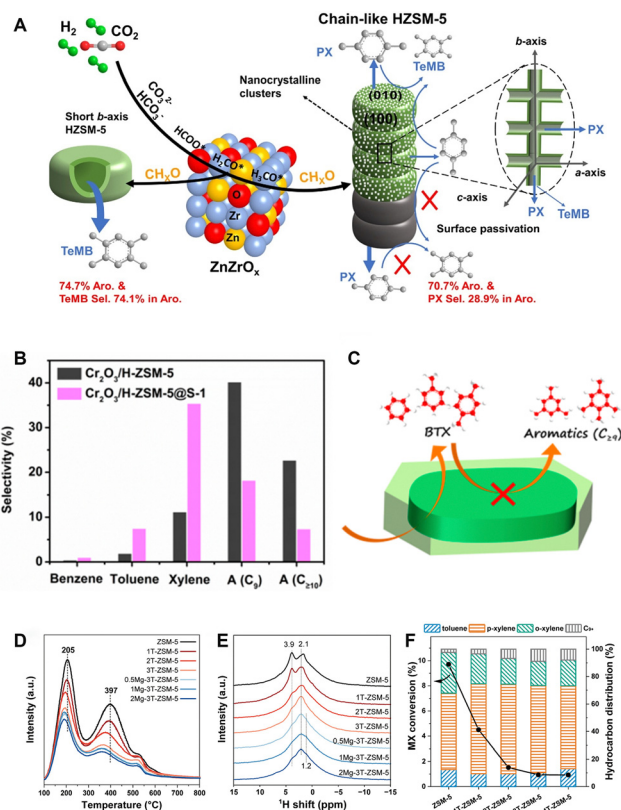 A
H2 CO2
CO3 2-
HCO3 -
HCOO*
H2CO*
H3CO*
Short b-axis
HZSM-5
CHxO
CHxO
O
Zr
Zn
ZnZrOx
TeMB
74.7% Aro. &
TeMB Sel. 74.1% in Aro.
Chain-like HZSM-5
PX
TeMB
Nanocrystalline
clusters
(010)
(100)
Surface passivation
PX
70.7% Aro. &
PX Sel. 28.9% in Aro.
b-axis
PX
a-axis
c-axis
PX
TeMB
B
Cr2O3/H-ZSM-5
Cr2O3/H-ZSM-5@S-1
Selectivity (%)
40
30
20
10
0
Benzene Toluene Xylene A (C9) A (C≥10)
C
BTX
Aromatics (C≥9)
D
205
397
ZSM-5
1T-ZSM-5
2T-ZSM-5
3T-ZSM-5
0.5Mg-3T-ZSM-5
1Mg-3T-ZSM-5
2Mg-3T-ZSM-5
Intensity (a.u.)
100 200 300 400 500 600 700 800
Temperature (°C)
E
3.9 2.1
ZSM-5
1T-ZSM-5
2T-ZSM-5
3T-ZSM-5
0.5Mg-3T-ZSM-5
1Mg-3T-ZSM-5
1.2
2Mg-3T-ZSM-5
Intensity (a.u.)
15 10 5 0 -5 -10 -15
1H shift (ppm)
F
toluene p-xylene o-xylene C9+
MX conversion (%)
10
8
6
4
2
0
Hydrocarbon distribution (%)
100
80
60
40
20
0
ZSM-5